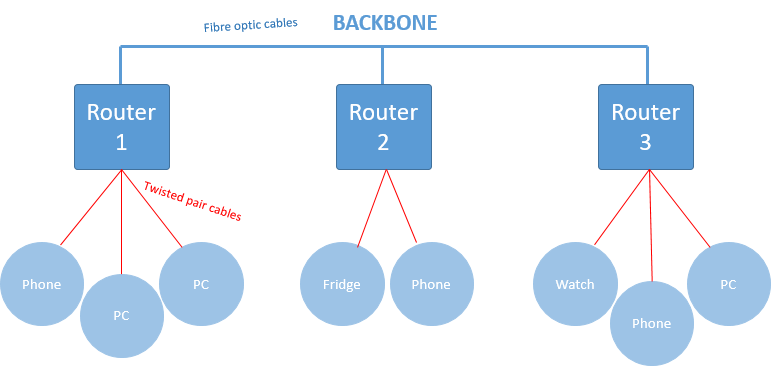 Fibre optic cables
BACKBONE
Router
1
Router
2
Router
3
Twisted pair cables
Phone
PC
PC
Fridge
Phone
Watch
Phone
PC